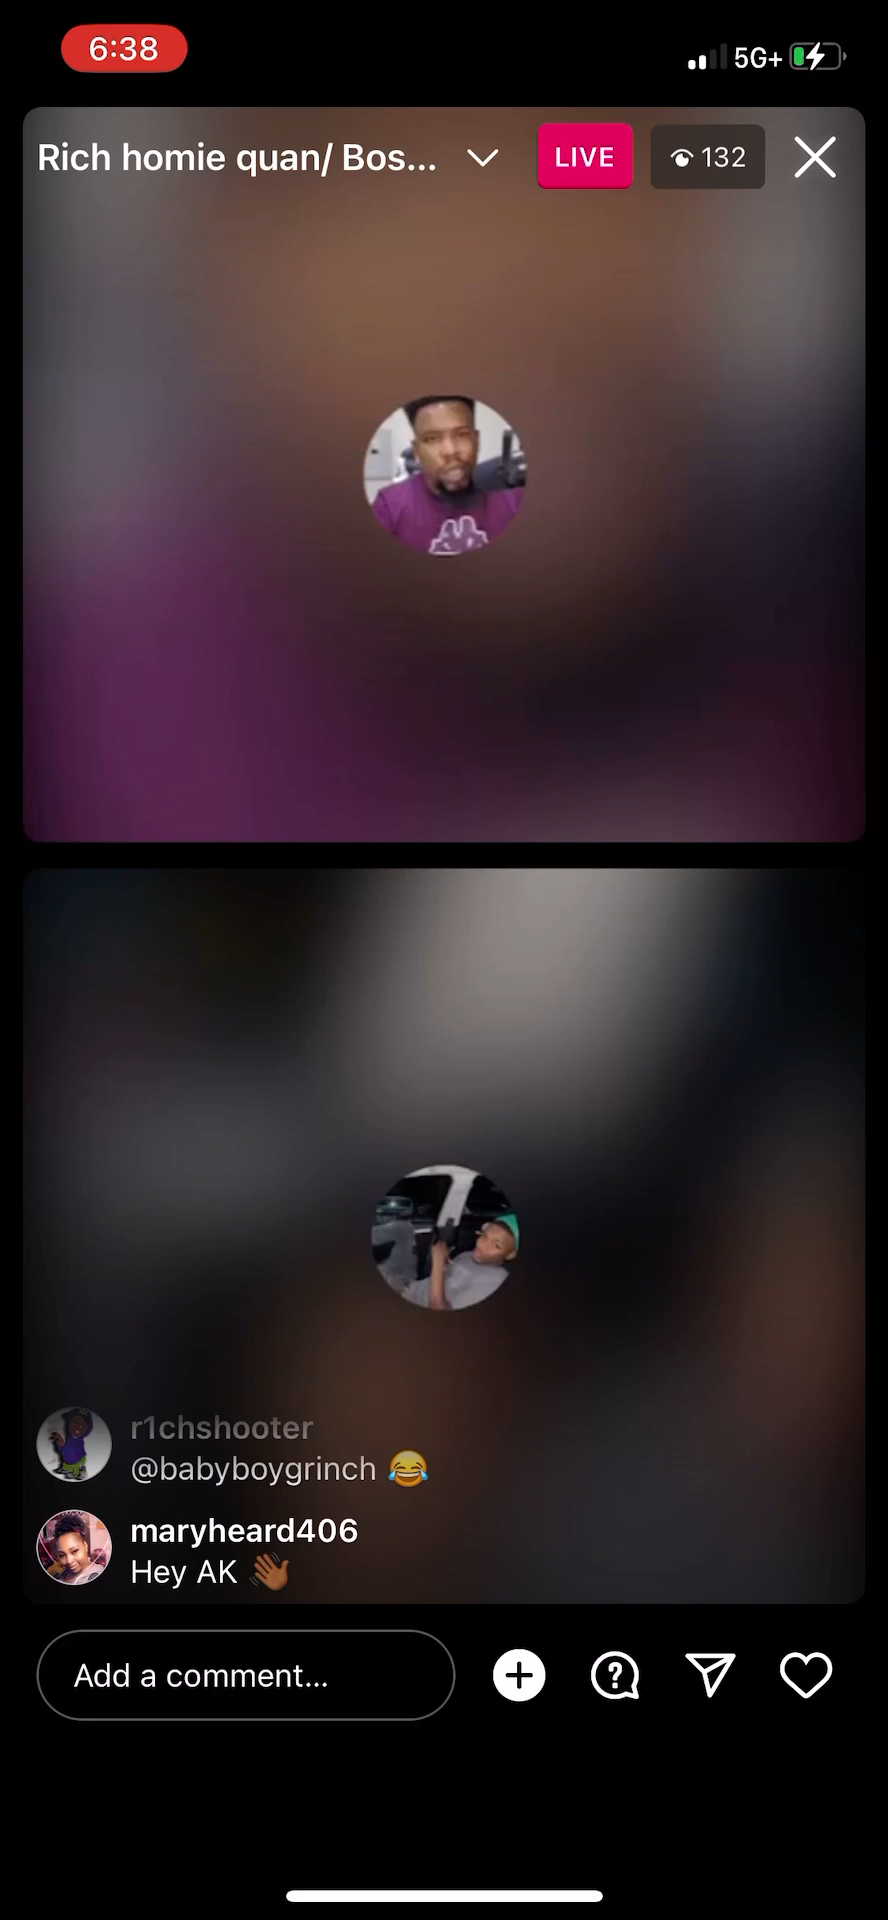 6:38
5G+
Rich homie quan/ Bos...
LIVE
132
r1chshooter
@babyboygrinch 😂
maryheard406
Hey AK 👋🏾
Add a comment...